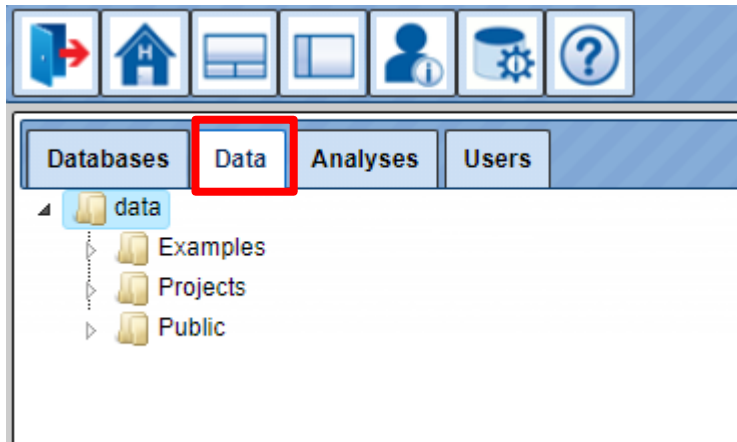 H i ?
Databases Data Analyses Users
data
Examples
Projects
Public